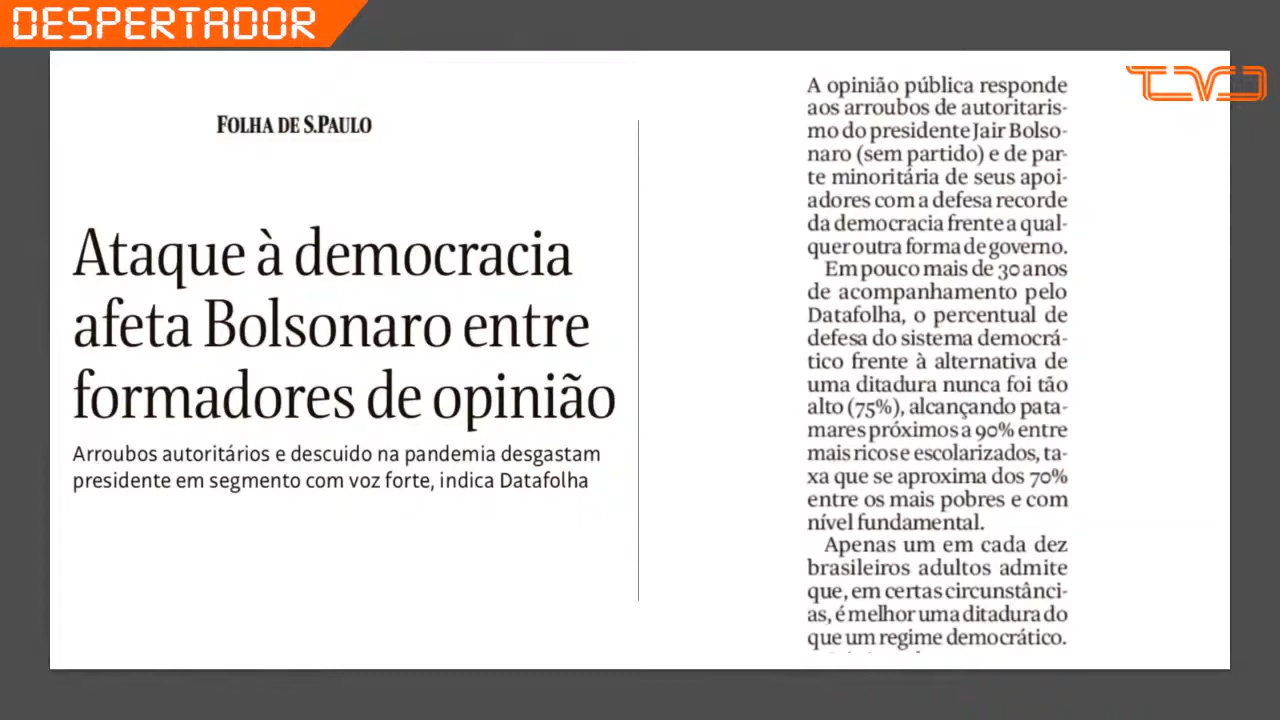 DESPERTADOR
TVD
FOLHA DE S.PAULO
Ataque à democracia
afeta Bolsonaro entre
formadores de opinião
Arroubos autoritários e descuido na pandemia desgastam
presidente em segmento com voz forte, indica Datafolha
A opinião pública responde
aos arroubos de autoritaris-
mo do presidente Jair Bolso-
naro (sem partido) e de par-
te minoritária de seus apoi-
adores com a defesa recorde
da democracia frente a qual-
quer outra forma de governo.
Em pouco mais de 30 anos
de acompanhamento pelo
Datafolha, o percentual de
defesa do sistema democrá-
tico frente à alternativa de
uma ditadura nunca foi tão
alto (75%), alcançando pata-
mares próximos a 90% entre
mais ricos e escolarizados, ta-
xa que se aproxima dos 70%
entre os mais pobres e com
nível fundamental.
Apenas um em cada dez
brasileiros adultos admite
que, em certas circunstânci-
as, é melhor uma ditadura do
que um regime democrático.